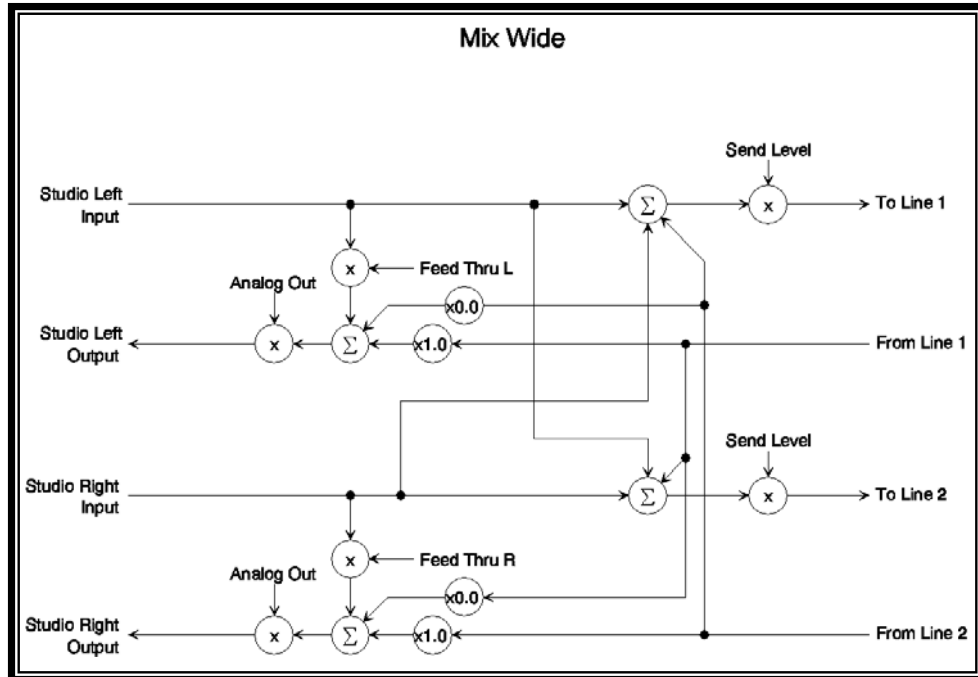 Mix Wide
Send Level
Studio Left
Input
Σ
x
To Line 1
x
Feed Thru L
Analog Out
x0.0
Studio Left
Output
x
Σ
x1.0
From Line 1
Send Level
Studio Right
Input
Σ
x
To Line 2
x
Feed Thru R
Analog Out
x0.0
Studio Right
Output
x
Σ
x1.0
From Line 2